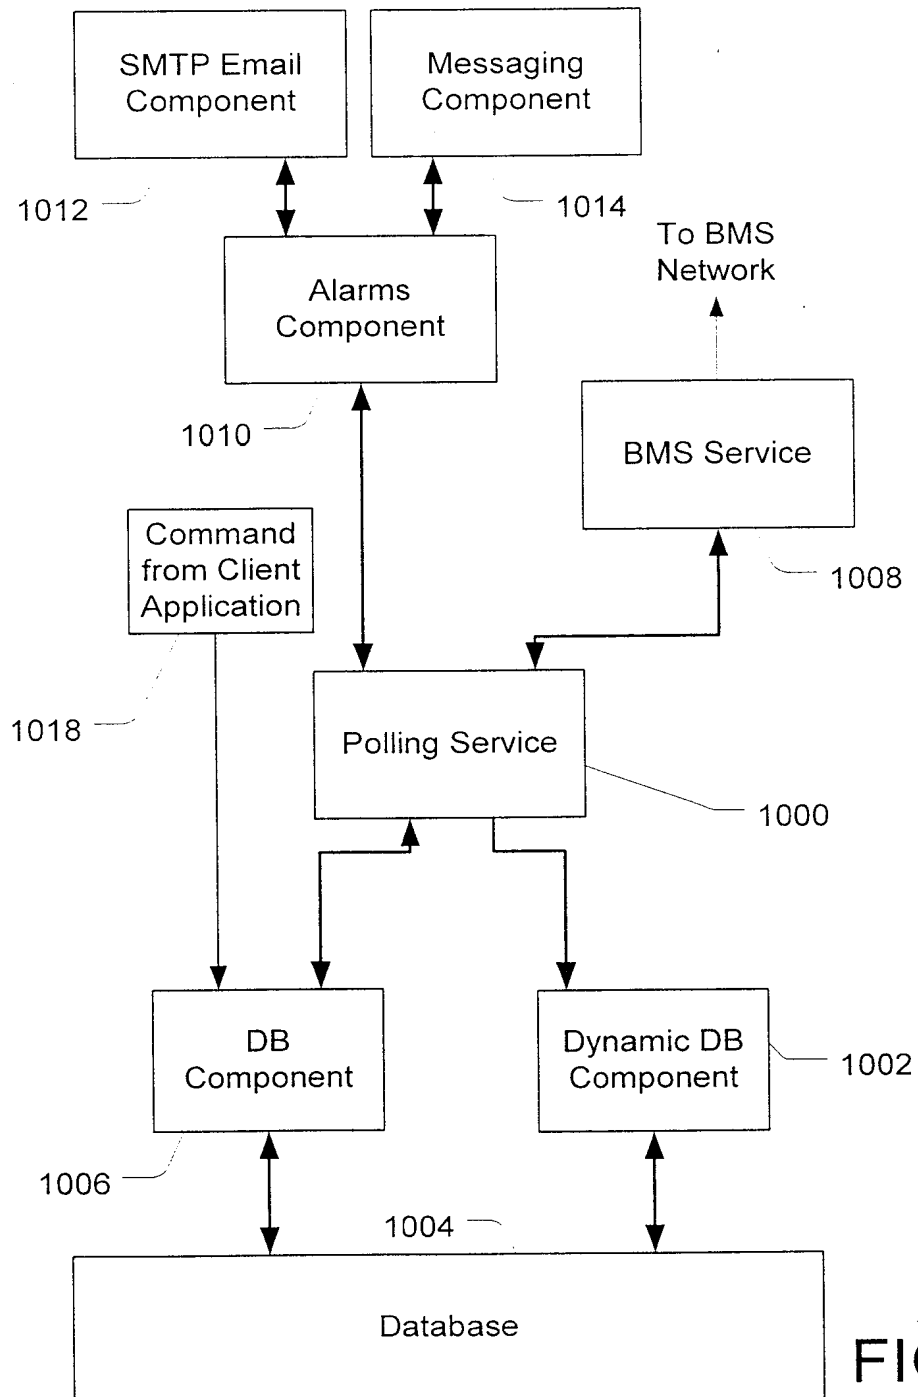 SMTP Email
Component
Messaging
Component
1012
1014
To BMS
Network
Alarms
Component
1010
BMS Service
1008
Command
from Client
Application
1018
Polling Service
1000
DB
Component
Dynamic DB
Component
1002
1006
1004
Database